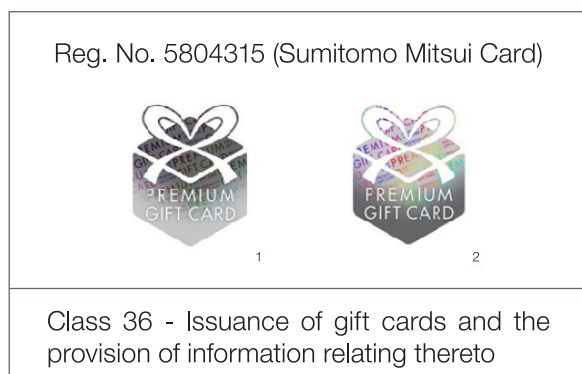 Reg. No. 5804315 (Sumitomo Mitsui Card)
PREMIUM
GIFT CARD
1
PREMIUM
GIFT CARD
2
Class 36 - Issuance of gift cards and the
provision of information relating thereto